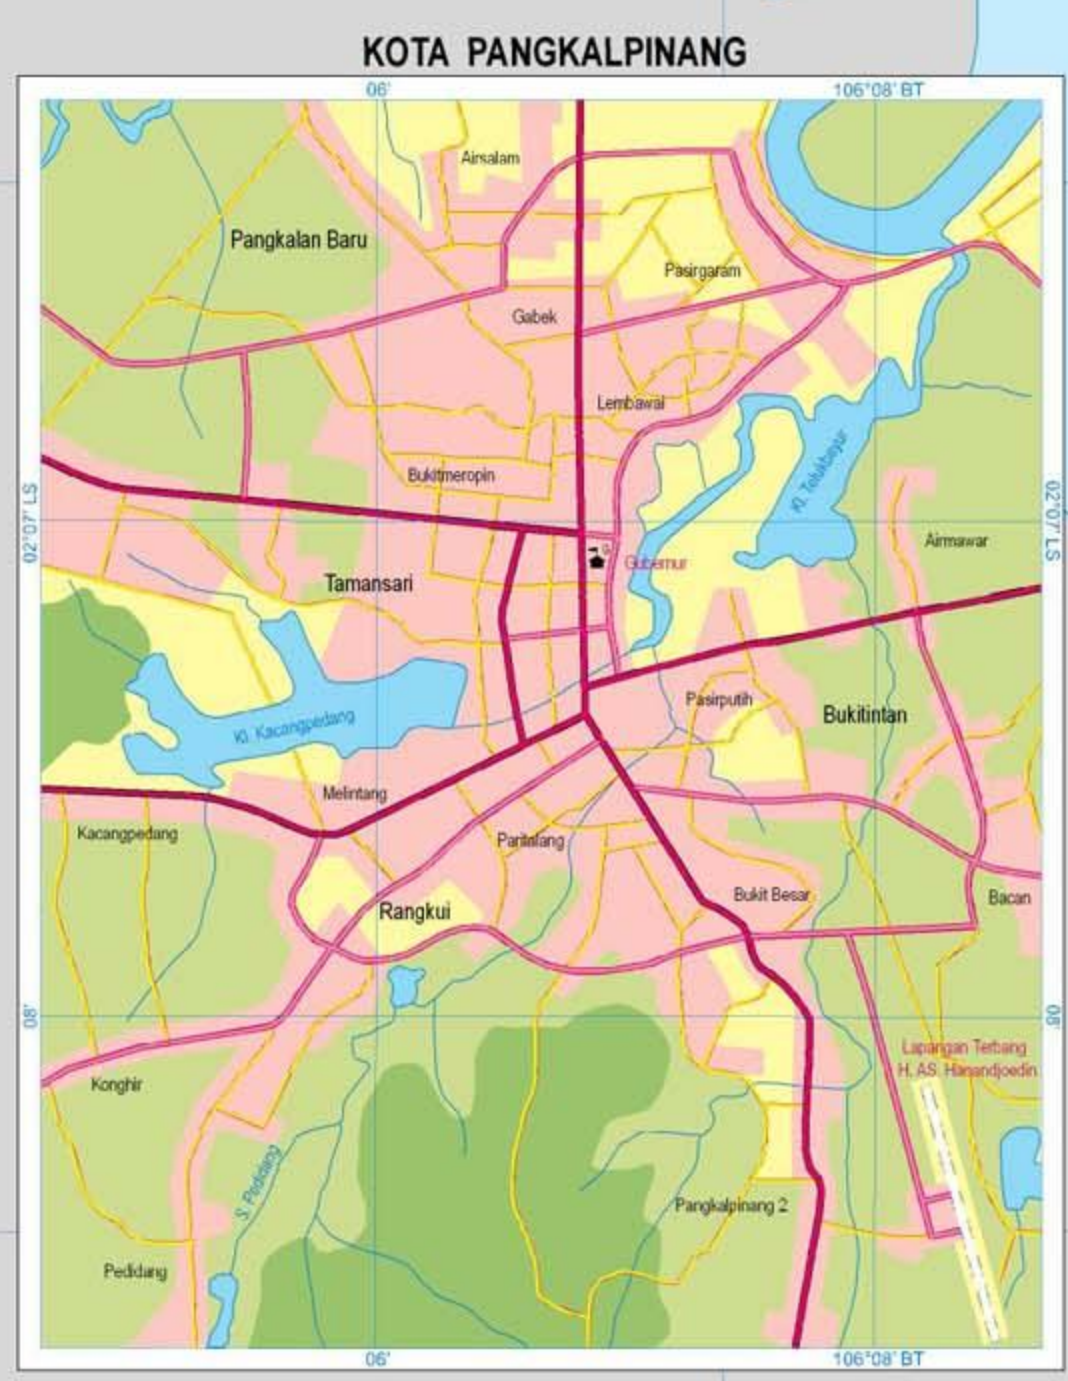 KOTA PANGKALPINANG
06'
106°08' BT
Airsalam
Pangkalan Baru
Pasirgaram
Gabek
Lembawai
Bukitmeropin
Kl. Telukbayur
02°07' LS
02°07' LS
Airmawar
Gubernur
Tamansari
Pasirputih
Bukitintan
Kl. Kacangpedang
Melintang
Kacangpedang
Paritlalang
Bukit Besar
Bacan
Rangkui
08'
08'
Lapangan Terbang
H. AS. Hanandjoedin
Konghir
S. Pedidang
Pangkalpinang 2
Pedidang
06'
106°08' BT